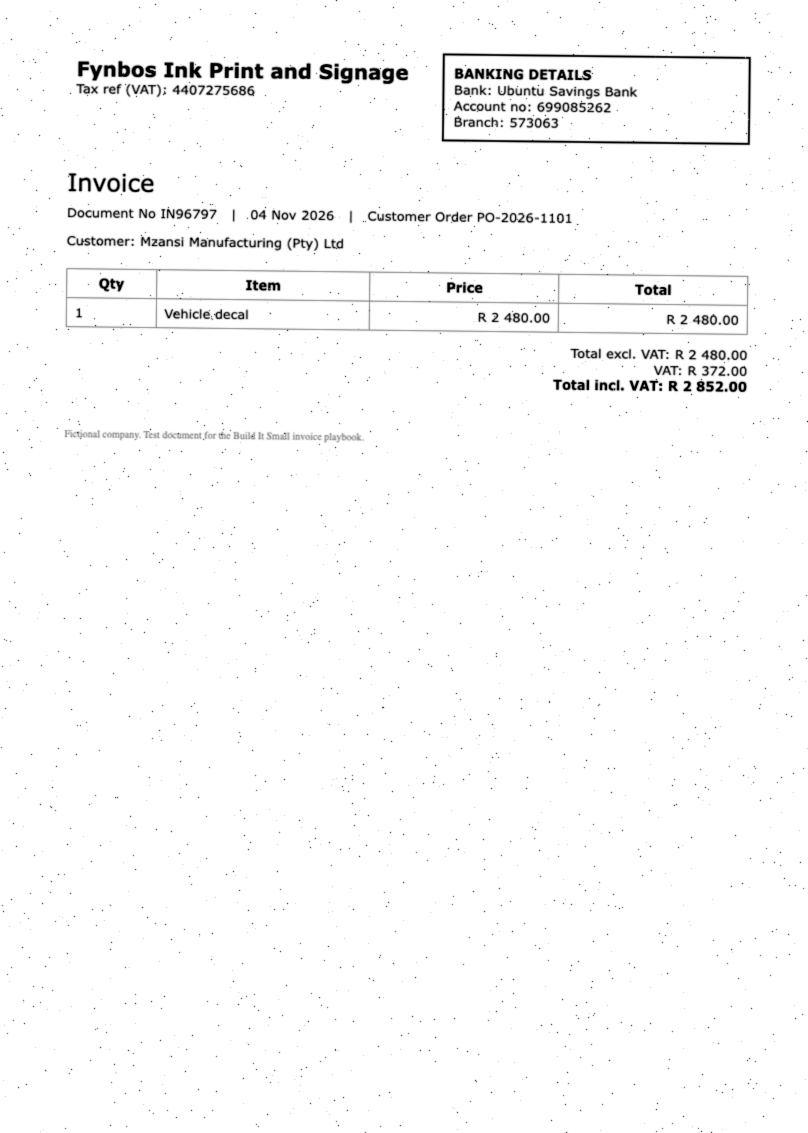 Fynbos Ink Print and Signage
Tax ref (VAT): 4407275686
BANKING DETAILS
Bank: Ubuntu Savings Bank
Account no: 699085262
Branch: 573063
Invoice
Document No IN96797 | 04 Nov 2026 | Customer Order PO-2026-1101
Customer: Mzansi Manufacturing (Pty) Ltd
Qty Item Price Total
1 Vehicle decal R 2 480.00 R 2 480.00
Total excl. VAT: R 2 480.00
VAT: R 372.00
Total incl. VAT: R 2 852.00
Fictional company. Test document for the Build It Small invoice playbook.